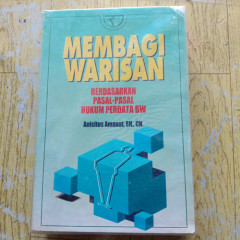 MEMBAGI
WARISAN
BERDASARKAN
PASAL-PASAL
HUKUM PERDATA BW
Anisitus Amanat, SH., CN.